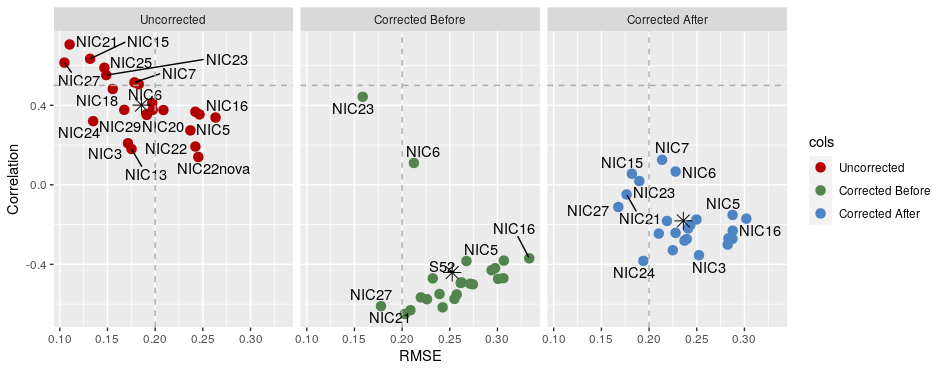 Uncorrected
Corrected Before
Corrected After
NIC21
NIC15
NIC25
NIC23
NIC27
NIC7
NIC18
NIC6
NIC16
NIC24
NIC29
NIC20
NIC5
NIC3
NIC22
NIC13
NIC22nova
NIC23
NIC6
NIC16
NIC5
S52
NIC27
NIC21
NIC7
NIC15
NIC6
NIC23
NIC27
NIC21
NIC5
NIC16
NIC24
NIC3
0.4
0.0
-0.4
Correlation
0.10 0.15 0.20 0.25 0.30
0.10 0.15 0.20 0.25 0.30
0.10 0.15 0.20 0.25 0.30
RMSE
cols
Uncorrected
Corrected Before
Corrected After